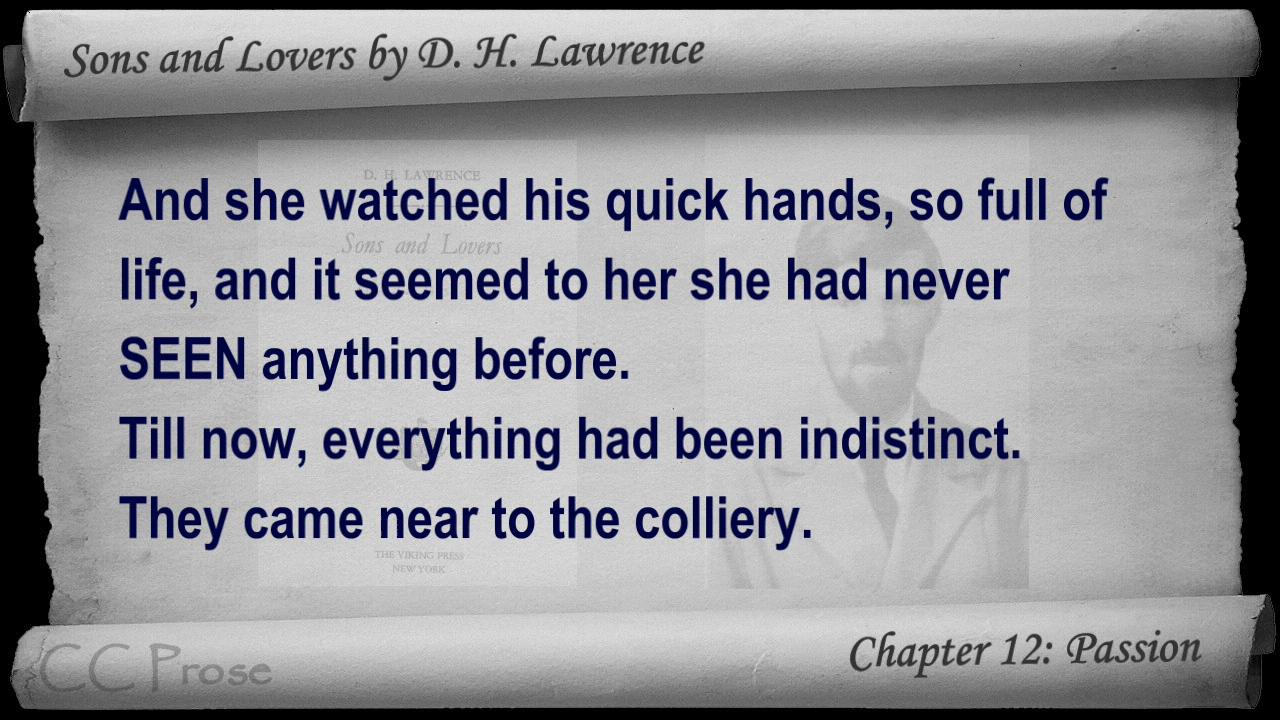 Sons and Lovers by D. H. Lawrence
D. H. LAWRENCE
Sons and Lovers
And she watched his quick hands, so full of
life, and it seemed to her she had never
SEEN anything before.
Till now, everything had been indistinct.
They came near to the colliery.
THE VIKING PRESS
NEW YORK
CC Prose
Chapter 12: Passion